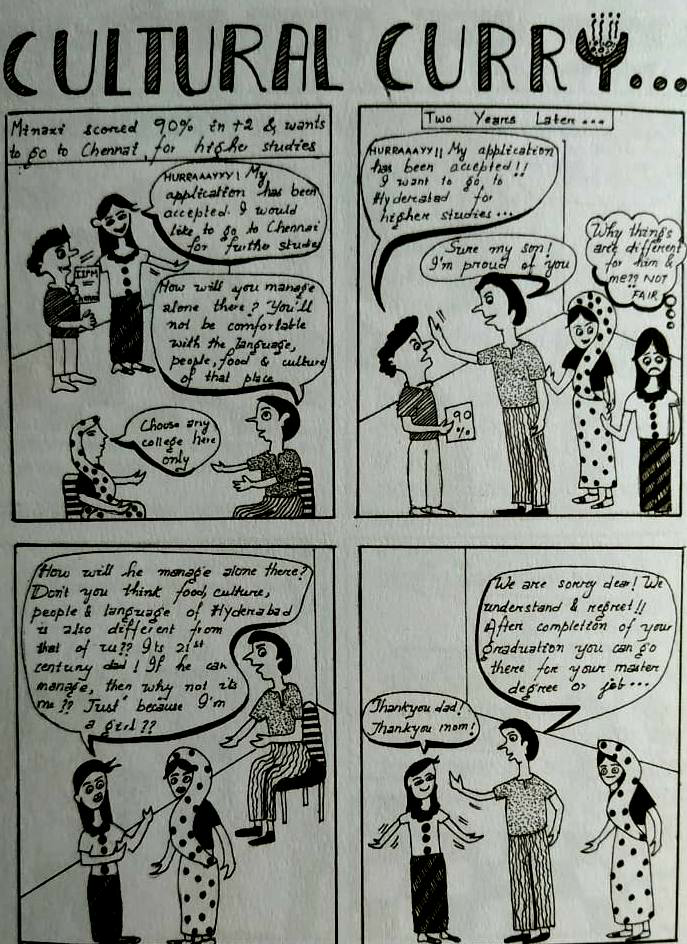 CULTURAL CURRY...
Minaxi scored 90% in +2 & wants
to go to Chennai for higher studies
HURRAAAYY! My
application has been
accepted. I would
like to go to Chennai
for furthe studies
IIPM
How will you manage
alone there? You'll
not be comfortable
with the language,
people, food & culture
of that place
Choose any
college here
only
Two Years Later...
HURRAAAYY!! My application
has been accepted!!
I want to go to
Hyderabad for
higher studies...
Sure my son!
I'm proud of you
Why things
are different
for him &
me?? NOT
FAIR
90
%
How will he manage alone there?
Don't you think food, culture,
people & language of Hyderabad
is also different from
that of us?? Its 21st
century dad! If he can
manage, then why not
me?? Just because I'm
a girl??
We are sorry dear! We
understand & regret!!
After completion of your
graduation you can go
there for your master
degree or job...
Thankyou dad!
Thankyou mom!